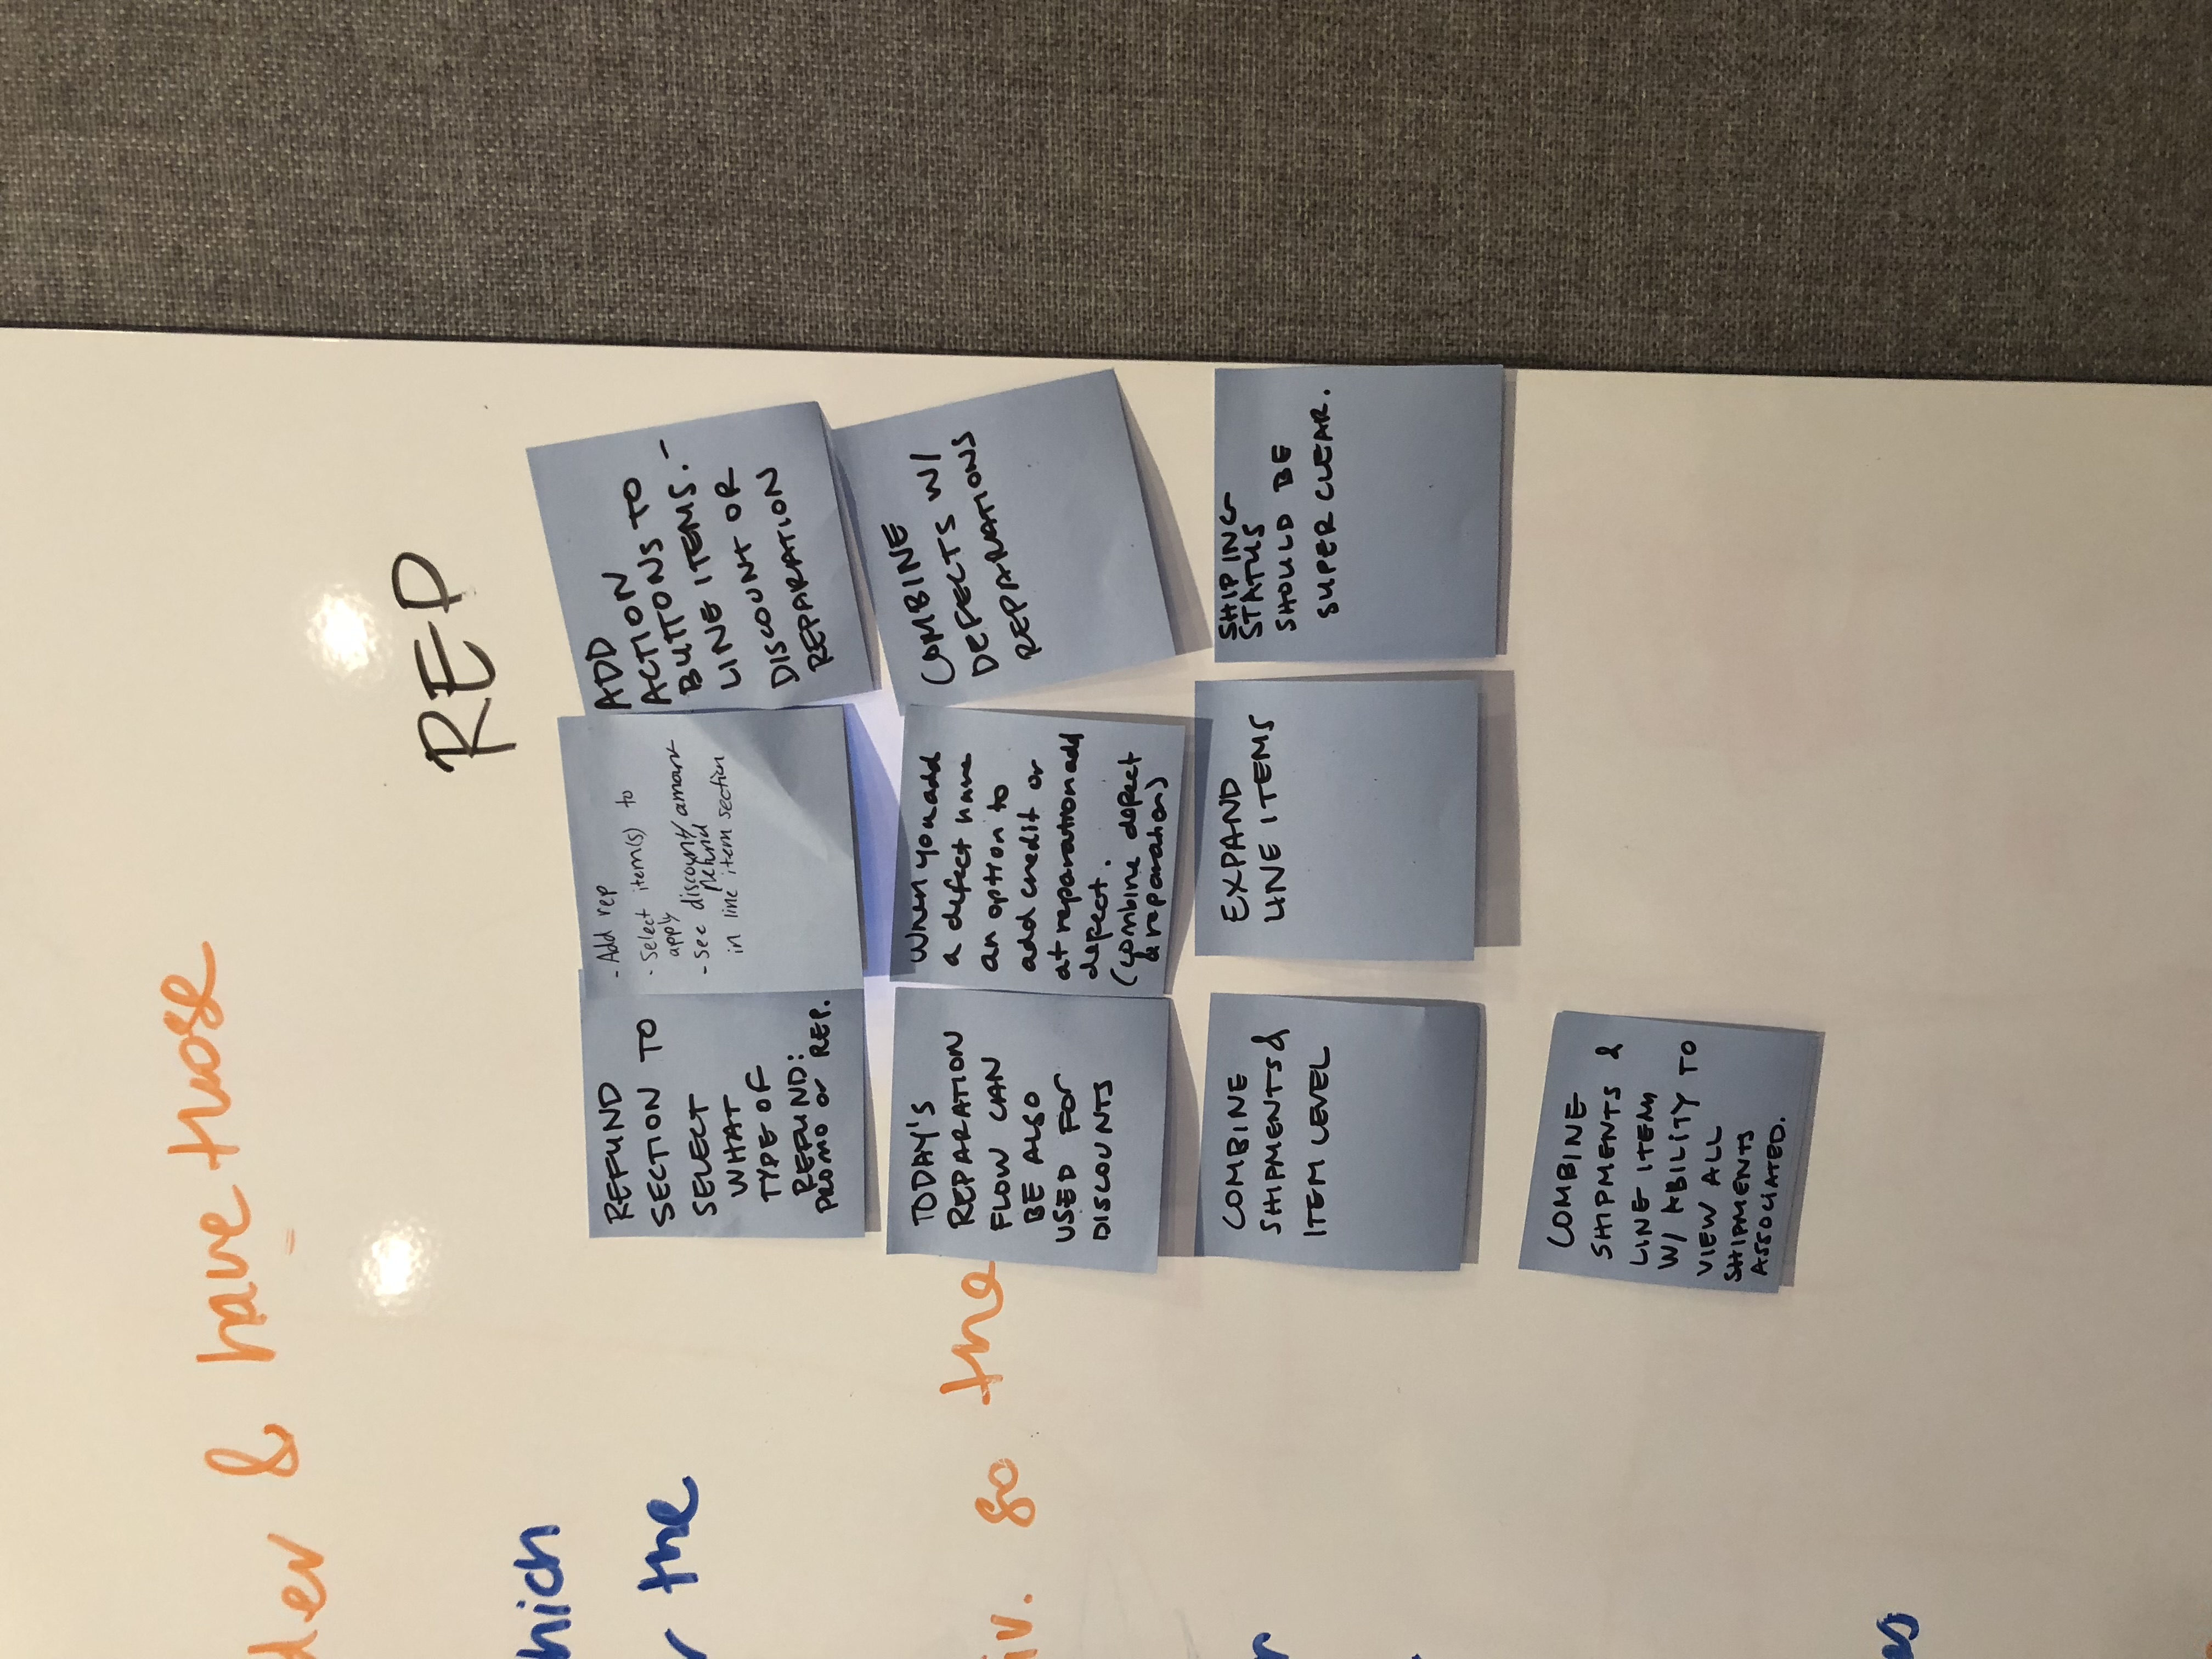 & have those
REP
hich
the
so the
REFUND
SECTION TO
SELECT
WHAT
TYPE OF
REFUND:
PROMO or REP.
- Add rep
- Select item(s) to
apply
- See discount/amount
Refund
in line item section
ADD
ACTION
BUTTONS TO
LINE ITEMS. -
DISCOUNT OR
REPARATION
TODAY'S
REPARATION
FLOW CAN
BE ALSO
USED FOR
DISCOUNTS
When you add
a defect have
an option to
add credit or
at reparation add
defect.
(combine defect
& reparation)
COMBINE
DEFECTS W/
REPARATIONS
COMBINE
SHIPMENTS &
ITEM LEVEL
EXPAND
LINE ITEMS
SHIPING
STATUS
SHOULD BE
SUPER CLEAR.
COMBINE
SHIPMENTS &
LINE ITEMS
W/ ABILITY TO
VIEW ALL
SHIPMENTS
ASSOCIATED.